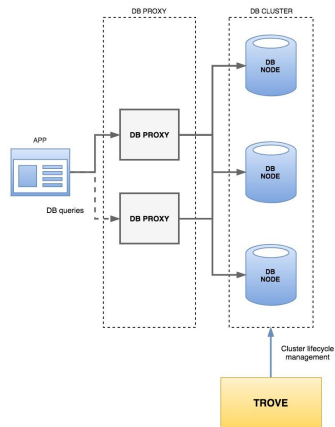 DB PROXY
DB CLUSTER
DB
NODE
APP
DB PROXY
DB
NODE
DB queries
DB PROXY
DB
NODE
Cluster lifecycle
management
TROVE